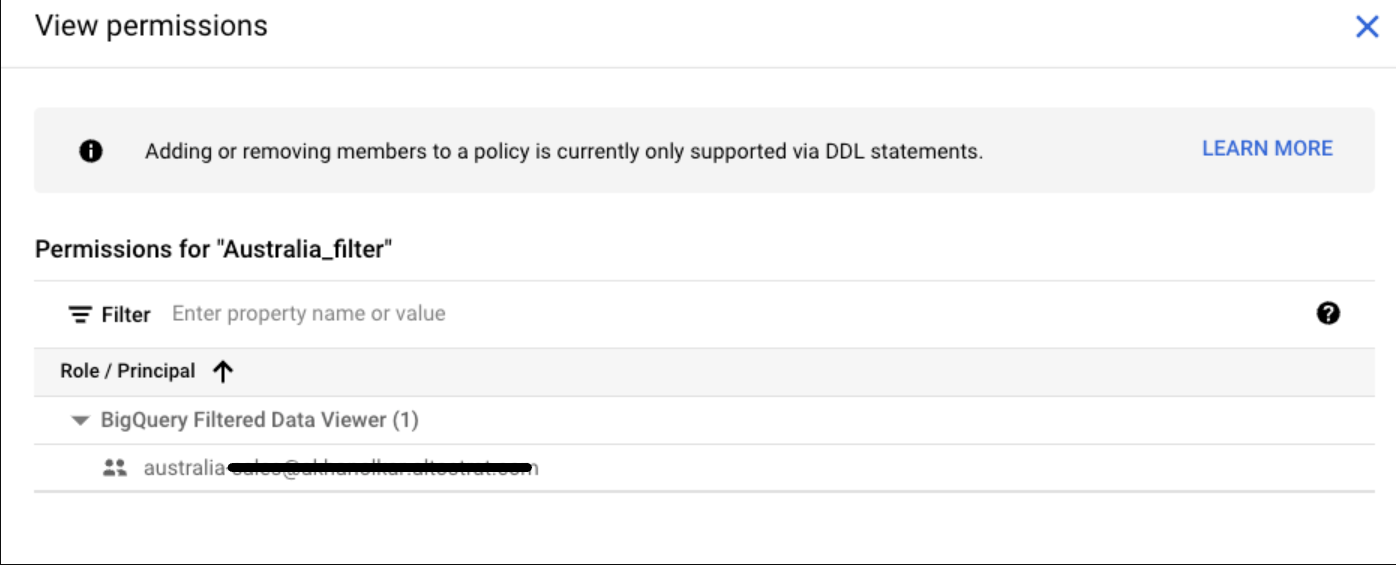 View permissions
Adding or removing members to a policy is currently only supported via DDL statements.
LEARN MORE
Permissions for "Australia_filter"
Filter Enter property name or value
Role / Principal
BigQuery Filtered Data Viewer (1)
australia